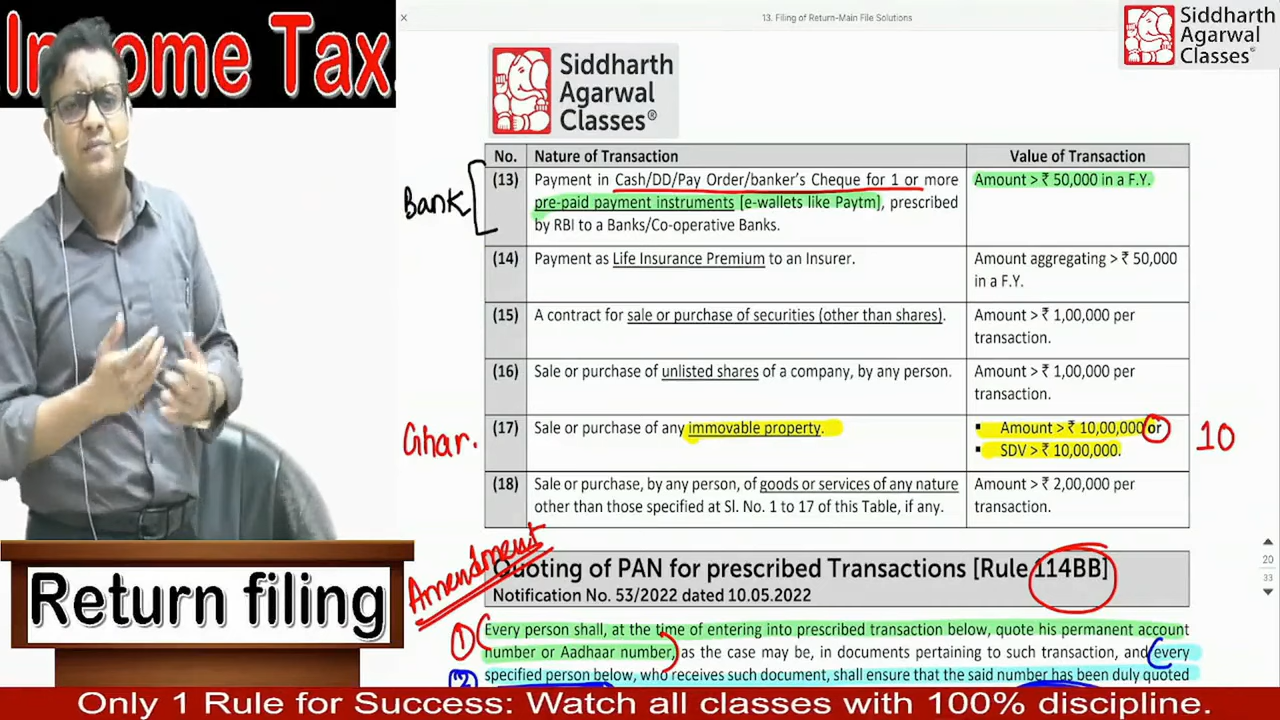 Income Tax.
13. Filing of Return-Main File Solutions
Siddharth
Agarwal
Classes®
Siddharth
Agarwal
Classes®
No. Nature of Transaction Value of Transaction
Bank
(13) Payment in Cash/DD/Pay Order/banker's Cheque for 1 or more Amount > ₹ 50,000 in a F.Y.
pre-paid payment instruments [e-wallets like Paytm], prescribed
by RBI to a Banks/Co-operative Banks.
(14) Payment as Life Insurance Premium to an Insurer. Amount aggregating > ₹ 50,000
in a F.Y.
(15) A contract for sale or purchase of securities (other than shares). Amount > ₹ 1,00,000 per
transaction.
(16) Sale or purchase of unlisted shares of a company, by any person. Amount > ₹ 1,00,000 per
transaction.
Ghar. (17) Sale or purchase of any immovable property. ▪ Amount > ₹ 10,00,000 or 10
▪ SDV > ₹ 10,00,000.
(18) Sale or purchase, by any person, of goods or services of any nature Amount > ₹ 2,00,000 per
other than those specified at Sl. No. 1 to 17 of this Table, if any. transaction.
Amendment
Quoting of PAN for prescribed Transactions [Rule 114BB]
Notification No. 53/2022 dated 10.05.2022
20
33
① Every person shall, at the time of entering into prescribed transaction below, quote his permanent account
number or Aadhaar number, as the case may be, in documents pertaining to such transaction, and every
② specified person below, who receives such document, shall ensure that the said number has been duly quoted
Return filing
Only 1 Rule for Success: Watch all classes with 100% discipline.